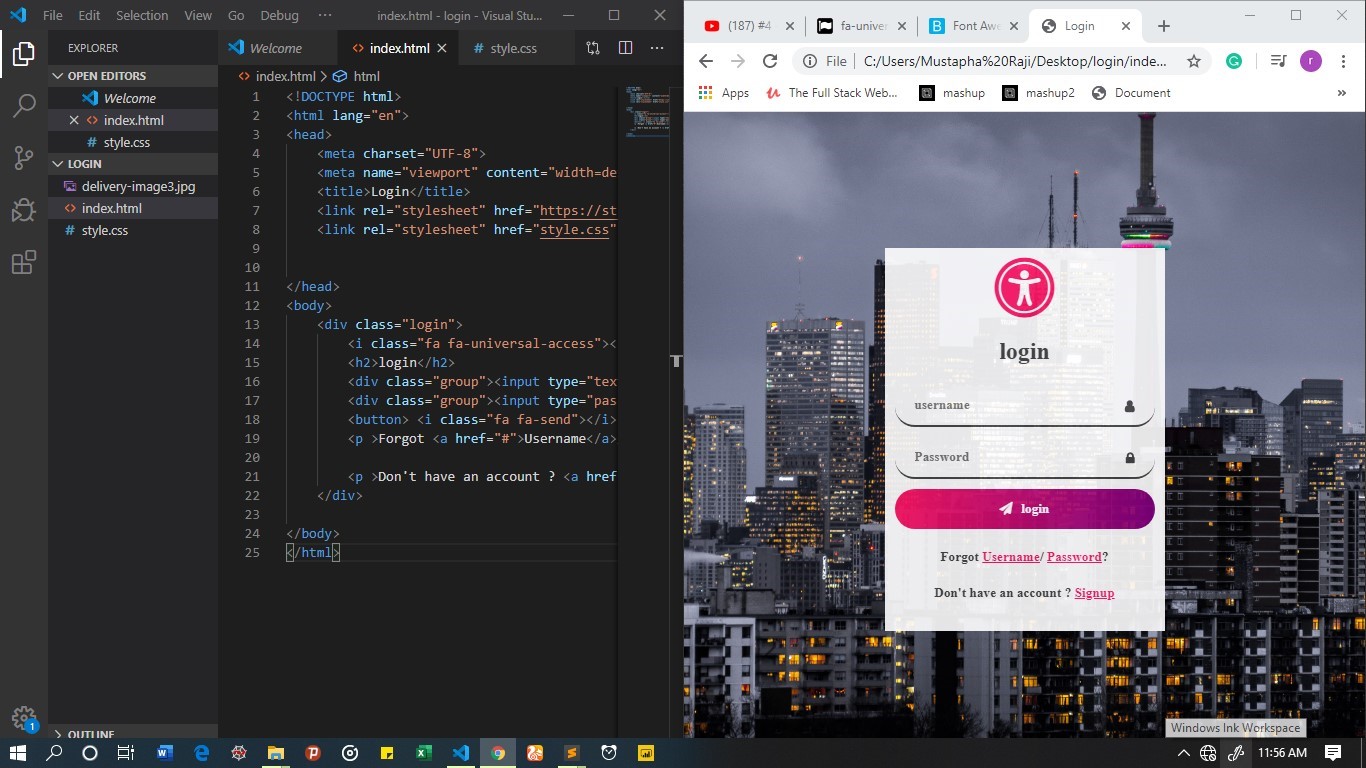 File Edit Selection View Go Debug ··· index.html - login - Visual Stu...
EXPLORER
OPEN EDITORS
Welcome
index.html
style.css
LOGIN
delivery-image3.jpg
index.html
style.css
OUTLINE
1
Welcome index.html style.css
index.html > html
1 <!DOCTYPE html>
2 <html lang="en">
3 <head>
4 <meta charset="UTF-8">
5 <meta name="viewport" content="width=de
6 <title>Login</title>
7 <link rel="stylesheet" href="https://st
8 <link rel="stylesheet" href="style.css"
9
10
11 </head>
12 <body>
13 <div class="login">
14 <i class="fa fa-universal-access"><
15 <h2>login</h2>
16 <div class="group"><input type="tex
17 <div class="group"><input type="pas
18 <button> <i class="fa fa-send"></i>
19 <p >Forgot <a href="#">Username</a>
20
21 <p >Don't have an account ? <a href
22 </div>
23
24 </body>
25 </html>
(187) #4 fa-univer Font Awe Login
File C:/Users/Mustapha%20Raji/Desktop/login/inde... r
Apps The Full Stack Web... mashup mashup2 Document »
login
username
Password
login
Forgot Username/ Password?
Don't have an account ? Signup
Windows Ink Workspace
11:56 AM